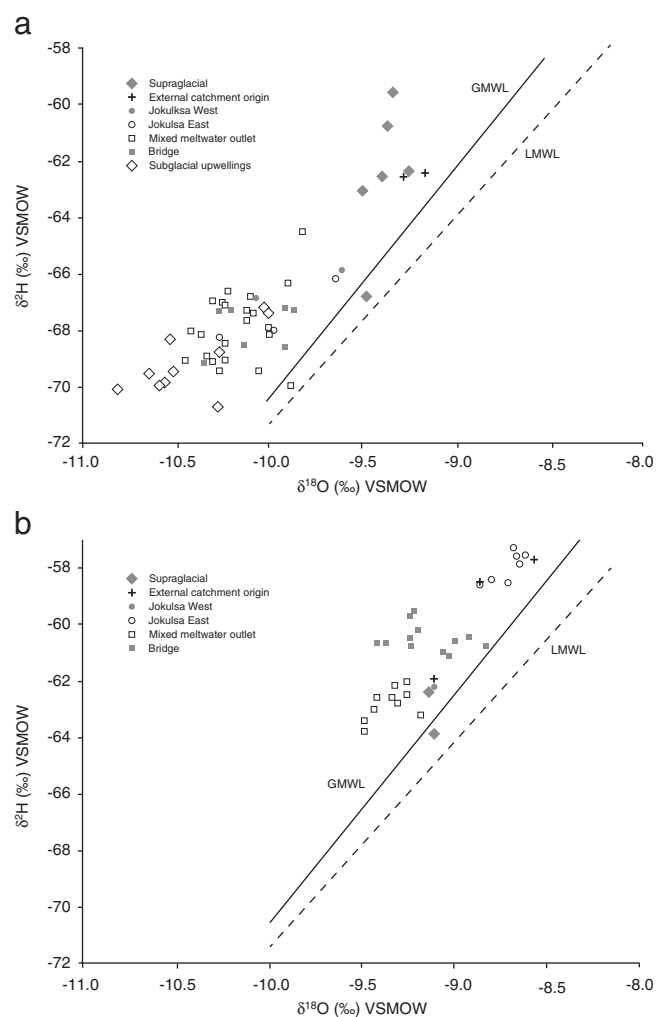 a
-58
-60
-62
-64
-66
-68
-70
-72
δ²H (‰) VSMOW
Supraglacial
External catchment origin
Jokulksa West
Jokulsa East
Mixed meltwater outlet
Bridge
Subglacial upwellings
GMWL
LMWL
-11.0 -10.5 -10.0 -9.5 -9.0 -8.5 -8.0
δ¹⁸O (‰) VSMOW
b
-58
-60
-62
-64
-66
-68
-70
-72
δ²H (‰) VSMOW
Supraglacial
External catchment origin
Jokulsa West
Jokulsa East
Mixed meltwater outlet
Bridge
LMWL
GMWL
-11.0 -10.5 -10.0 -9.5 -9.0 -8.5 -8.0
δ¹⁸O (‰) VSMOW